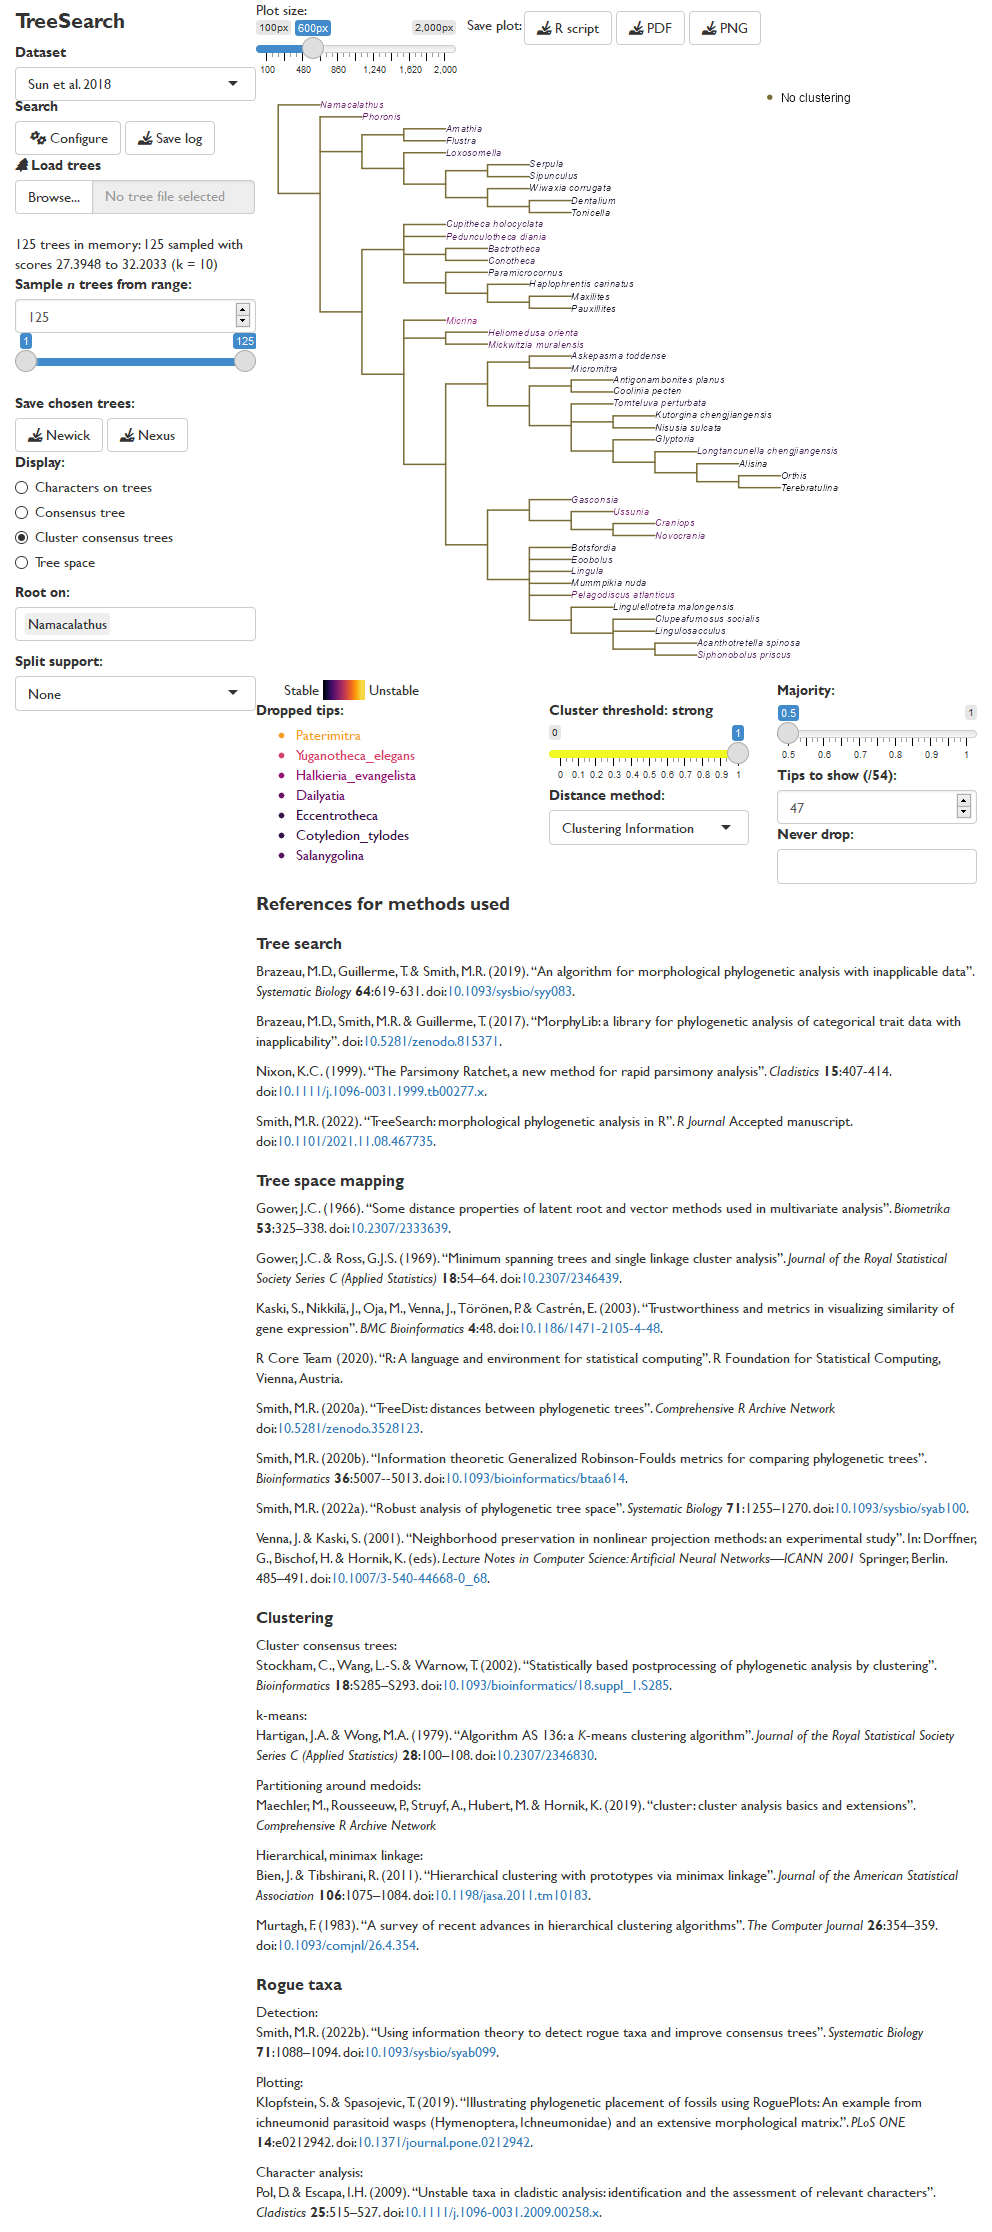 TreeSearch
Dataset
Sun et al. 2018
Search
Configure
Save log
Load trees
Browse...
No tree file selected
125 trees in memory: 125 sampled with
scores 27.3948 to 32.2033 (k = 10)
Sample n trees from range:
125
1
125
Save chosen trees:
Newick
Nexus
Display:
Characters on trees
Consensus tree
Cluster consensus trees
Tree space
Root on:
Namacalathus
Split support:
None
Plot size:
100px 600px 2,000px
100 480 860 1,240 1,620 2,000
Save plot:
R script
PDF
PNG
No clustering
Namacalathus
Phoronis
Amathia
Flustra
Loxosomella
Serpula
Sipunculus
Wiwaxia corrugata
Dentalium
Tonicella
Cupitheca holocyclata
Pedunculotheca diania
Bactrotheca
Conotheca
Paramicrocornus
Haplophrentis carinatus
Maxilites
Pauxillites
Micrina
Heliomedusa orienta
Mickwitzia muralensis
Askepasma toddense
Micromitra
Antigonambonites planus
Coolinia pecten
Tomteluva perturbata
Kutorgina chengjiangensis
Nisusia sulcata
Glyptoria
Longtancunella chengjiangensis
Alisina
Orthis
Terebratulina
Gasconsia
Ussunia
Craniops
Novocrania
Botsfordia
Eoobolus
Lingula
Mummpikia nuda
Pelagodiscus atlanticus
Lingulellotreta malongensis
Clupeafumosus socialis
Lingulosacculus
Acanthotretella spinosa
Siphonobolus priscus
Stable Unstable
Dropped tips:
Paterimitra
Yuganotheca_elegans
Halkieria_evangelista
Dailyatia
Eccentrotheca
Cotyledion_tylodes
Salanygolina
Cluster threshold: strong
0 1
0 0.1 0.2 0.3 0.4 0.5 0.6 0.7 0.8 0.9 1
Distance method:
Clustering Information
Majority:
0.5 1
0.5 0.6 0.7 0.8 0.9 1
Tips to show (/54):
47
Never drop:
References for methods used
Tree search
Brazeau, M.D., Guillerme, T. & Smith, M.R. (2019). “An algorithm for morphological phylogenetic analysis with inapplicable data”.
Systematic Biology 64:619-631. doi:10.1093/sysbio/syy083.
Brazeau, M.D., Smith, M.R. & Guillerme, T. (2017). “MorphyLib: a library for phylogenetic analysis of categorical trait data with
inapplicability”. doi:10.5281/zenodo.815371.
Nixon, K.C. (1999). “The Parsimony Ratchet, a new method for rapid parsimony analysis”. Cladistics 15:407-414.
doi:10.1111/j.1096-0031.1999.tb00277.x.
Smith, M.R. (2022). “TreeSearch: morphological phylogenetic analysis in R”. R Journal Accepted manuscript.
doi:10.1101/2021.11.08.467735.
Tree space mapping
Gower, J.C. (1966). “Some distance properties of latent root and vector methods used in multivariate analysis”. Biometrika
53:325–338. doi:10.2307/2333639.
Gower, J.C. & Ross, G.J.S. (1969). “Minimum spanning trees and single linkage cluster analysis”. Journal of the Royal Statistical
Society Series C (Applied Statistics) 18:54–64. doi:10.2307/2346439.
Kaski, S., Nikkilä, J., Oja, M., Venna, J., Törönen, P. & Castrén, E. (2003). “Trustworthiness and metrics in visualizing similarity of
gene expression”. BMC Bioinformatics 4:48. doi:10.1186/1471-2105-4-48.
R Core Team (2020). “R: A language and environment for statistical computing”. R Foundation for Statistical Computing,
Vienna, Austria.
Smith, M.R. (2020a). “TreeDist: distances between phylogenetic trees”. Comprehensive R Archive Network
doi:10.5281/zenodo.3528123.
Smith, M.R. (2020b). “Information theoretic Generalized Robinson-Foulds metrics for comparing phylogenetic trees”.
Bioinformatics 36:5007--5013. doi:10.1093/bioinformatics/btaa614.
Smith, M.R. (2022a). “Robust analysis of phylogenetic tree space”. Systematic Biology 71:1255–1270. doi:10.1093/sysbio/syab100.
Venna, J. & Kaski, S. (2001). “Neighborhood preservation in nonlinear projection methods: an experimental study”. In: Dorffner,
G., Bischof, H. & Hornik, K. (eds). Lecture Notes in Computer Science: Artificial Neural Networks—ICANN 2001 Springer, Berlin.
485–491. doi:10.1007/3-540-44668-0_68.
Clustering
Cluster consensus trees:
Stockham, C., Wang, L.-S. & Warnow, T. (2002). “Statistically based postprocessing of phylogenetic analysis by clustering”.
Bioinformatics 18:S285–S293. doi:10.1093/bioinformatics/18.suppl_1.S285.
k-means:
Hartigan, J.A. & Wong, M.A. (1979). “Algorithm AS 136: a K-means clustering algorithm”. Journal of the Royal Statistical Society
Series C (Applied Statistics) 28:100–108. doi:10.2307/2346830.
Partitioning around medoids:
Maechler, M., Rousseeuw, P., Struyf, A., Hubert, M. & Hornik, K. (2019). “cluster: cluster analysis basics and extensions”.
Comprehensive R Archive Network
Hierarchical, minimax linkage:
Bien, J. & Tibshirani, R. (2011). “Hierarchical clustering with prototypes via minimax linkage”. Journal of the American Statistical
Association 106:1075–1084. doi:10.1198/jasa.2011.tm10183.
Murtagh, F. (1983). “A survey of recent advances in hierarchical clustering algorithms”. The Computer Journal 26:354–359.
doi:10.1093/comjnl/26.4.354.
Rogue taxa
Detection:
Smith, M.R. (2022b). “Using information theory to detect rogue taxa and improve consensus trees”. Systematic Biology
71:1088–1094. doi:10.1093/sysbio/syab099.
Plotting:
Klopfstein, S. & Spasojevic, T. (2019). “Illustrating phylogenetic placement of fossils using RoguePlots: An example from
ichneumonid parasitoid wasps (Hymenoptera, Ichneumonidae) and an extensive morphological matrix.”. PLoS ONE
14:e0212942. doi:10.1371/journal.pone.0212942.
Character analysis:
Pol, D. & Escapa, I.H. (2009). “Unstable taxa in cladistic analysis: identification and the assessment of relevant characters”.
Cladistics 25:515–527. doi:10.1111/j.1096-0031.2009.00258.x.